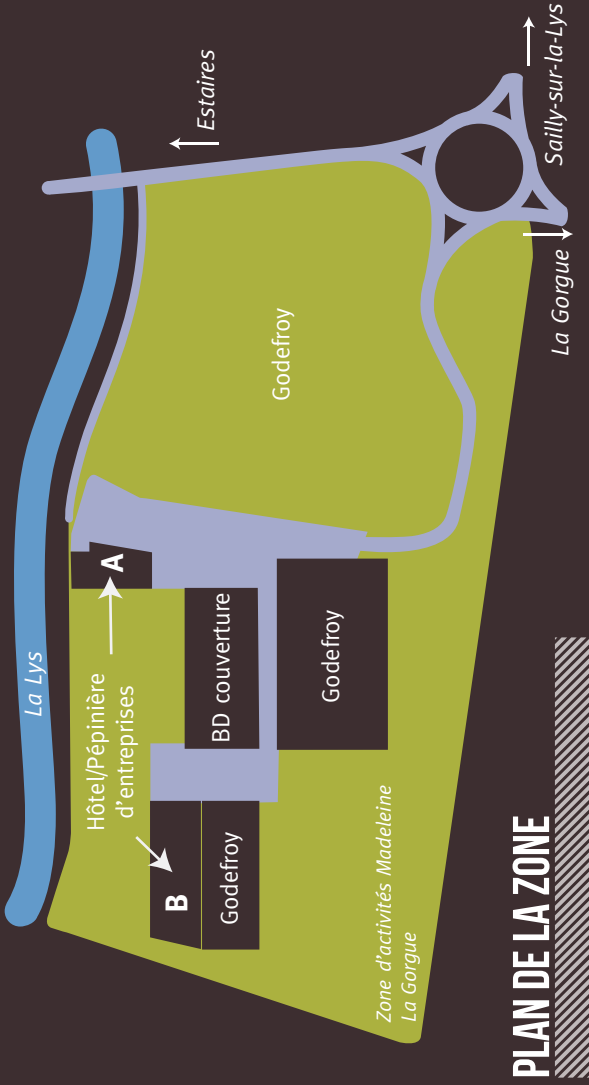 PLAN DE LA ZONE
La Lys
Hôtel/Pépinière
d'entreprises
A
B
Godefroy
BD couverture
Godefroy
Godefroy
Zone d'activités Madeleine
La Gorgue
Estaires
Sailly-sur-la-Lys
La Gorgue